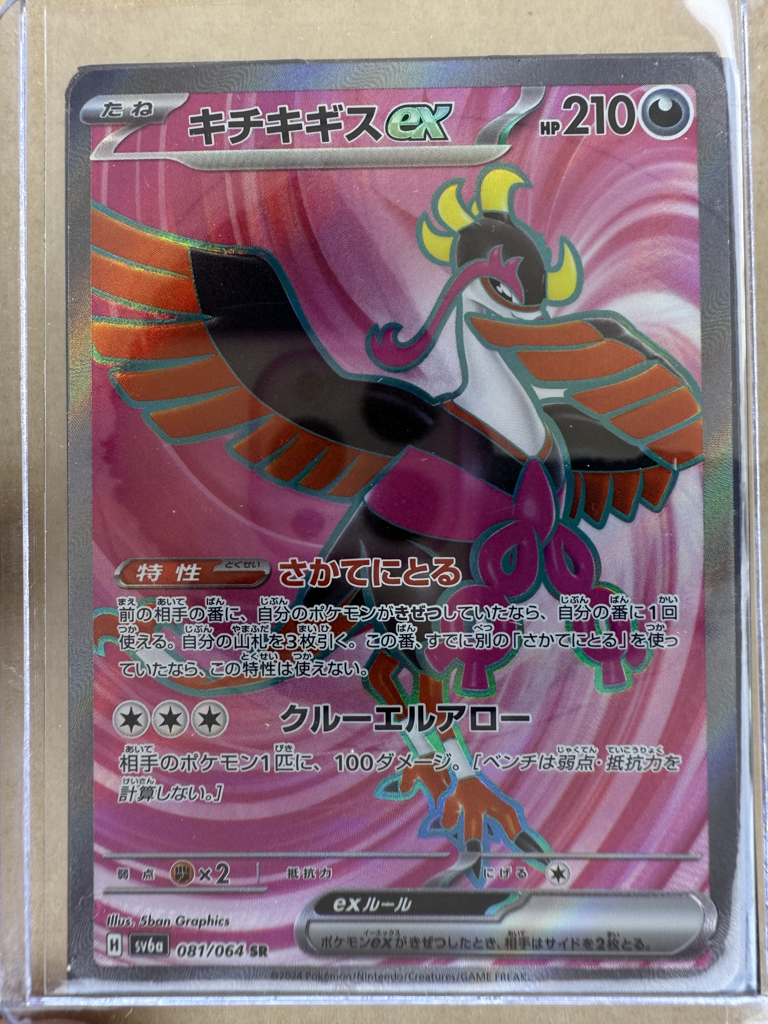 たね キチキギスex HP210
特性 とくせい さかてにとる
前の相手の番に、自分のポケモンがきぜつしていたなら、自分の番に1回
使える。自分の山札を3枚引く。この番、すでに別の「さかてにとる」を使っ
ていたなら、この特性は使えない。
クルーエルアロー
相手のポケモン1匹に、100ダメージ。[ベンチは弱点・抵抗力を
計算しない。]
弱点 ×2 抵抗力 にげる
exルール
ポケモンexがきぜつしたとき、相手はサイドを2枚とる。
Illus. 5ban Graphics
H sv6a 081/064 SR
©2024 Pokémon/Nintendo/Creatures/GAME FREAK.